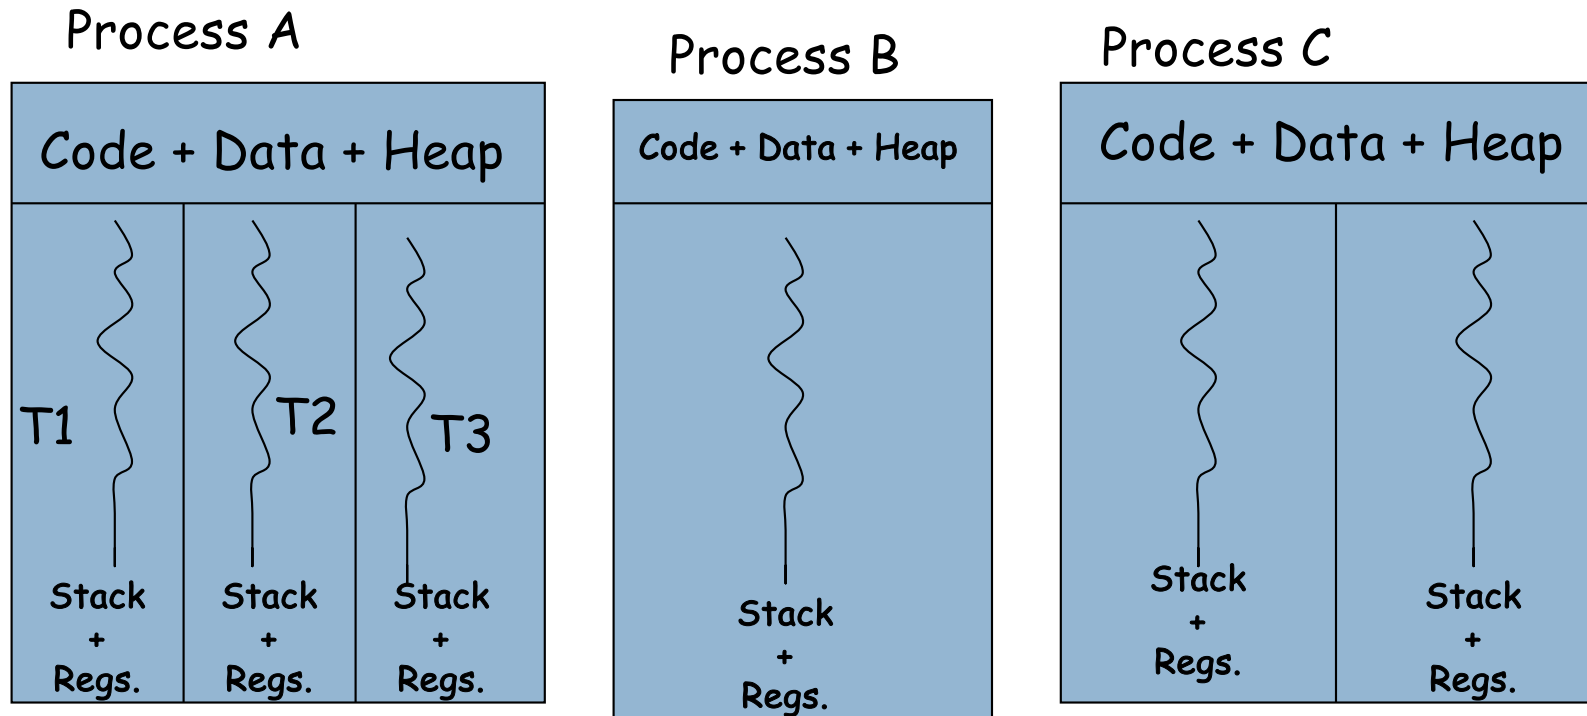 Process A
Code + Data + Heap
T1
T2
T3
Stack
+
Regs.
Stack
+
Regs.
Stack
+
Regs.
Process B
Code + Data + Heap
Stack
+
Regs.
Process C
Code + Data + Heap
Stack
+
Regs.
Stack
+
Regs.